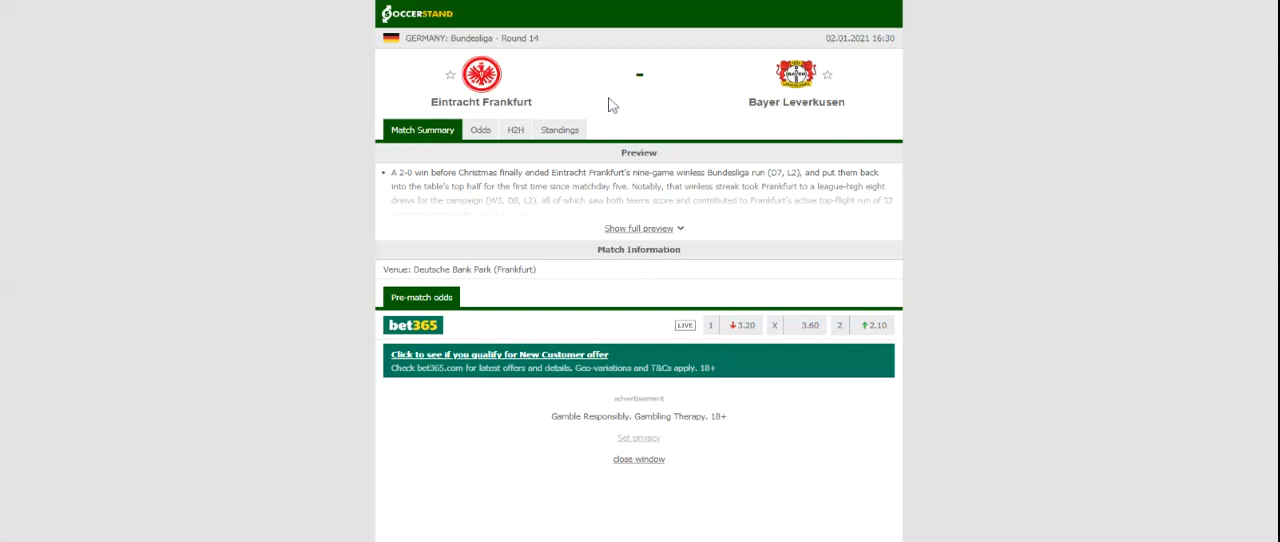 SOCCERSTAND
GERMANY: Bundesliga - Round 14
02.01.2021 16:30
-
Eintracht Frankfurt
Bayer Leverkusen
Match Summary
Odds
H2H
Standings
Preview
• A 2-0 win before Christmas finally ended Eintracht Frankfurt's nine-game winless Bundesliga run (D7, L2), and put them back
into the table's top half for the first time since matchday five. Notably, that winless streak took Frankfurt to a league-high eight
draws for the campaign (W3, D8, L2), all of which saw both teams score and contributed to Frankfurt's active top-flight run of 32
Show full preview
Match Information
Venue: Deutsche Bank Park (Frankfurt)
Pre-match odds
bet365
LIVE
1
3.20
X
3.60
2
2.10
Click to see if you qualify for New Customer offer
Check bet365.com for latest offers and details. Geo-variations and T&Cs apply. 18+
advertisement
Gamble Responsibly. Gambling Therapy. 18+
Set privacy
close window